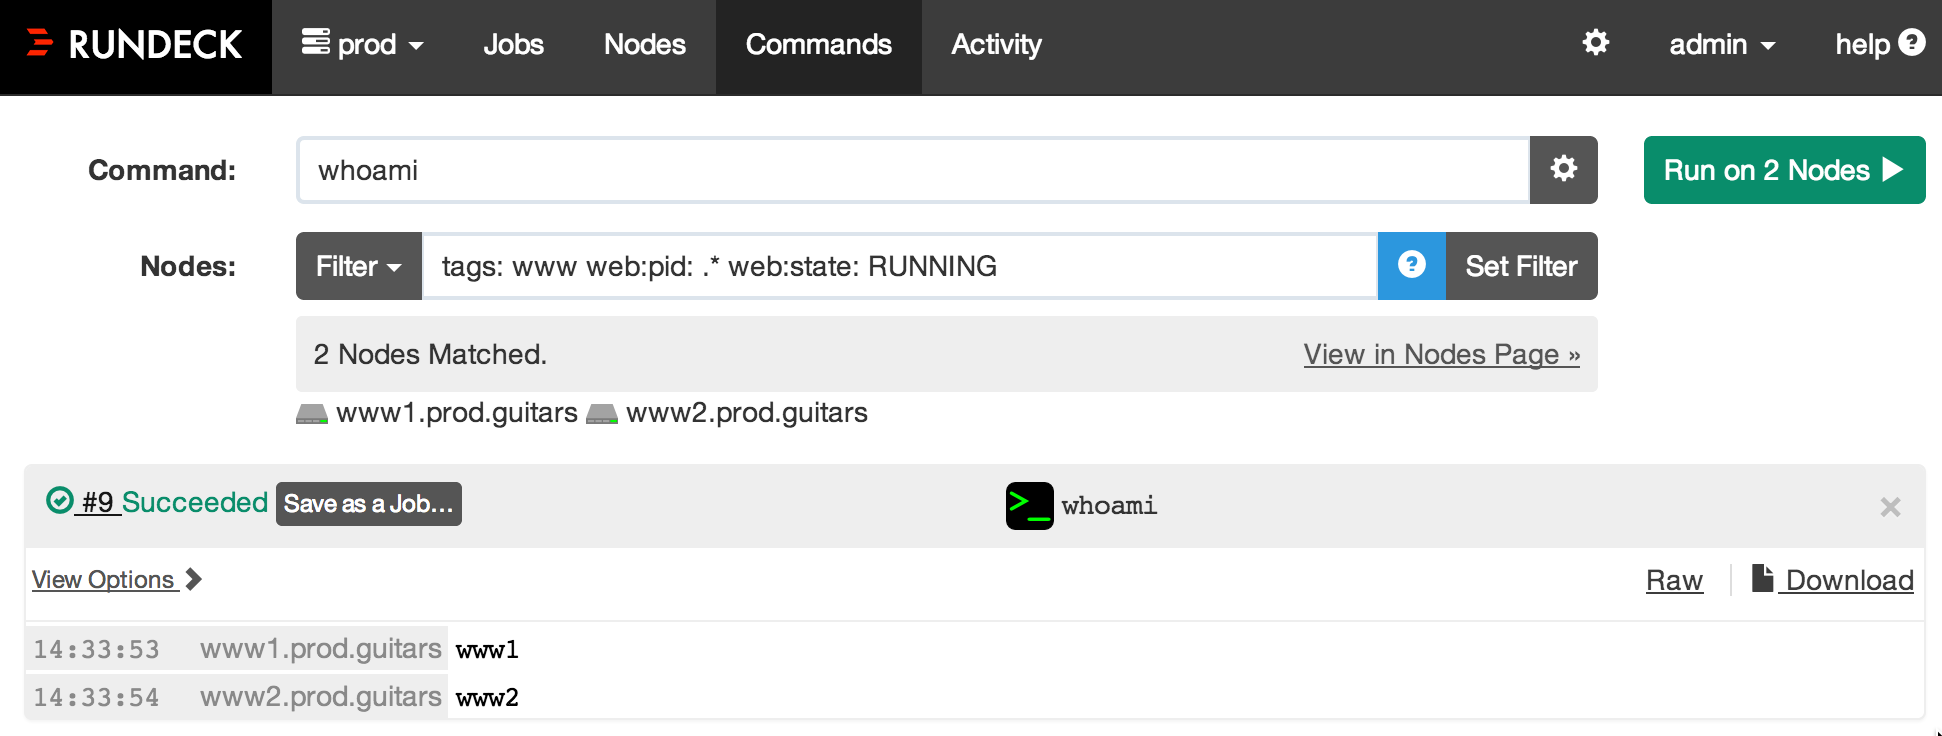 RUNDECK prod Jobs Nodes Commands Activity admin help ?
Command: whoami Run on 2 Nodes
Nodes: Filter tags: www web:pid: .* web:state: RUNNING ? Set Filter
2 Nodes Matched. View in Nodes Page »
www1.prod.guitars www2.prod.guitars
#9 Succeeded Save as a Job... >_ whoami ×
View Options Raw Download
14:33:53 www1.prod.guitars www1
14:33:54 www2.prod.guitars www2